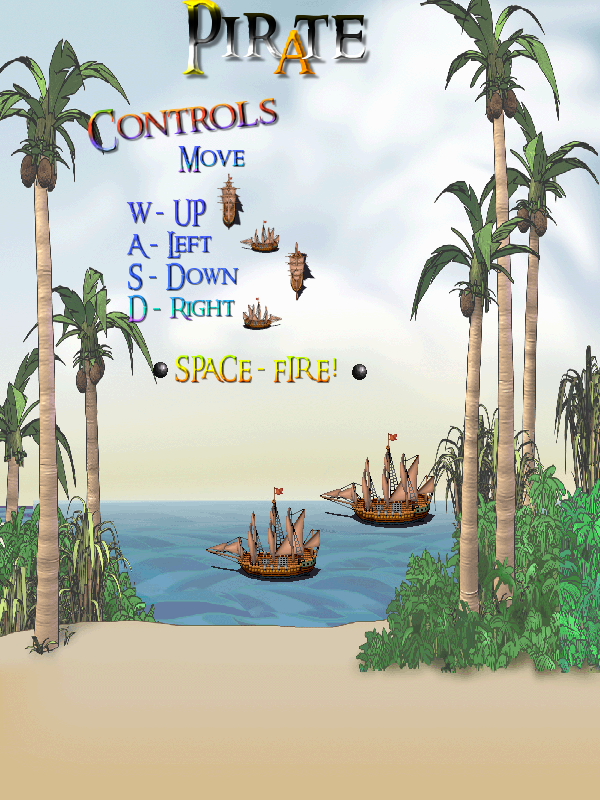 PIRATE
CONTROLS
MOVE
W - UP
A - LEFT
S - DOWN
D - RIGHT
SPACE - FIRE!